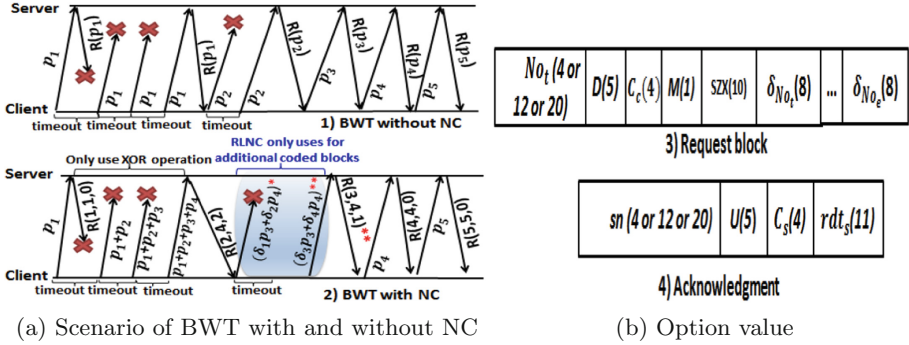 Server
p₁
R(p₁)
p₁
p₁
p₁
R(p₁)
p₂
p₂
R(p₂)
p₃
R(p₃)
p₄
R(p₄)
p₅
R(p₅)
Client
timeout
timeout
timeout
timeout
timeout
1) BWT without NC
Only use XOR operation
RLNC only uses for
additional coded blocks
Server
p₁
R(1,1,0)
p₁+p₂
p₁+p₂+p₃
p₁+p₂+p₃+p₄
R(2,4,2)
(δ₁p₃+δ₂p₄)*
(δ₃p₃+δ₄p₄)**
R(3,4,1)**
p₄
R(4,4,0)
p₅
R(5,5,0)
Client
timeout
timeout
timeout
timeout
2) BWT with NC
(a) Scenario of BWT with and without NC
Noₜ (4 or 12 or 20) D(5) C_c(4) M(1) SZX(10) δ_Noₜ(8) ... δ_Noₑ(8)
3) Request block
sn (4 or 12 or 20) U(5) Cₛ(4) rdtₛ(11)
4) Acknowledgment
(b) Option value